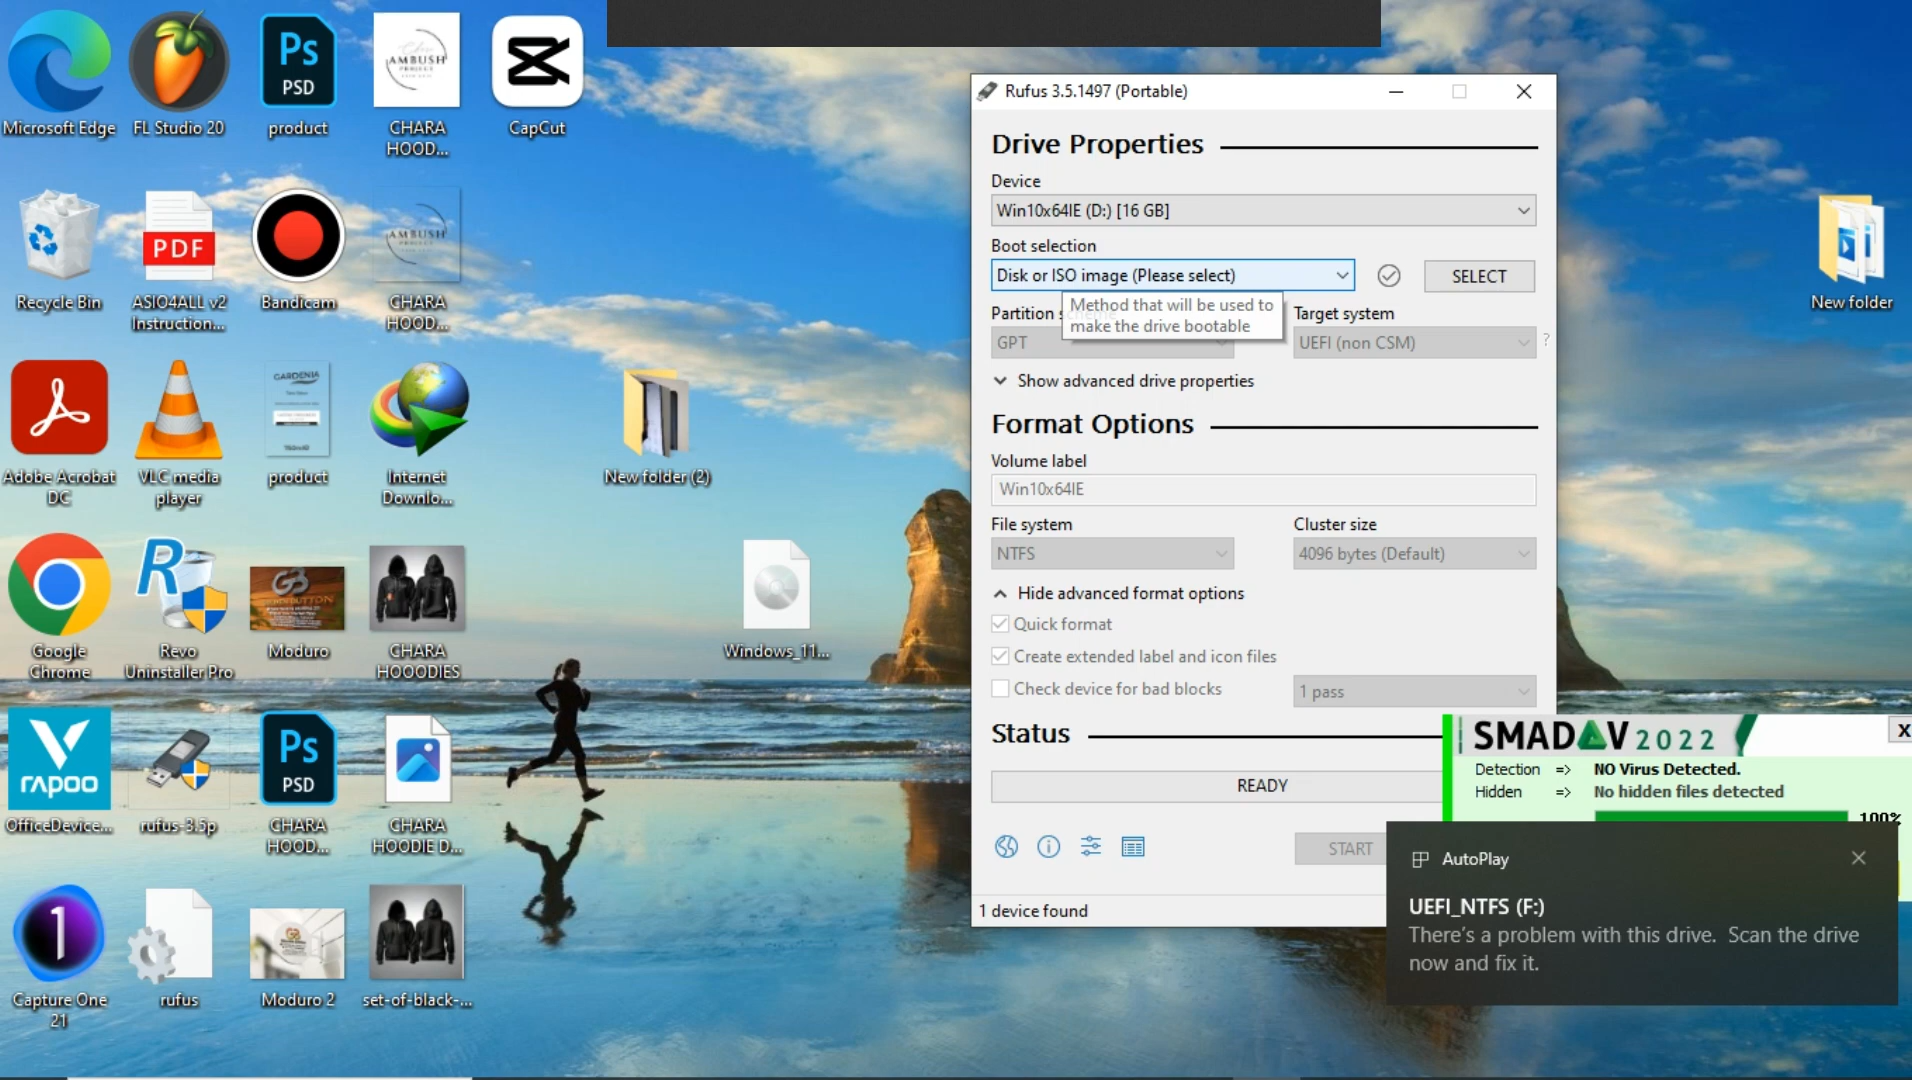 Microsoft Edge
FL Studio 20
Ps
PSD
product
AMBUSH
PROJECT
CHARA
HOOD...
CapCut
Recycle Bin
PDF
ASIO4ALL v2
Instruction...
Bandicam
AMBUSH
PROJECT
CHARA
HOOD...
Adobe Acrobat
DC
VLC media
player
GARDENIA
product
Internet
Downlo...
New folder (2)
New folder
Google
Chrome
R
Revo
Uninstaller Pro
G3
Moduro
CHARA
HOOODIES
Windows_11...
rapoo
OfficeDevice...
rufus-3.5p
Ps
PSD
CHARA
HOOD...
CHARA
HOODIE D...
1
Capture One
21
rufus
Moduro 2
set-of-black-...
Rufus 3.5.1497 (Portable)
Drive Properties
Device
Win10x64IE (D:) [16 GB]
Boot selection
Disk or ISO image (Please select)
SELECT
Method that will be used to
make the drive bootable
Partition
Target system
GPT
UEFI (non CSM)
?
Show advanced drive properties
Format Options
Volume label
Win10x64IE
File system
Cluster size
NTFS
4096 bytes (Default)
Hide advanced format options
Quick format
Create extended label and icon files
Check device for bad blocks
1 pass
Status
READY
START
1 device found
SMADAV 2022
X
Detection => NO Virus Detected.
Hidden => No hidden files detected
100%
AutoPlay
UEFI_NTFS (F:)
There's a problem with this drive. Scan the drive
now and fix it.